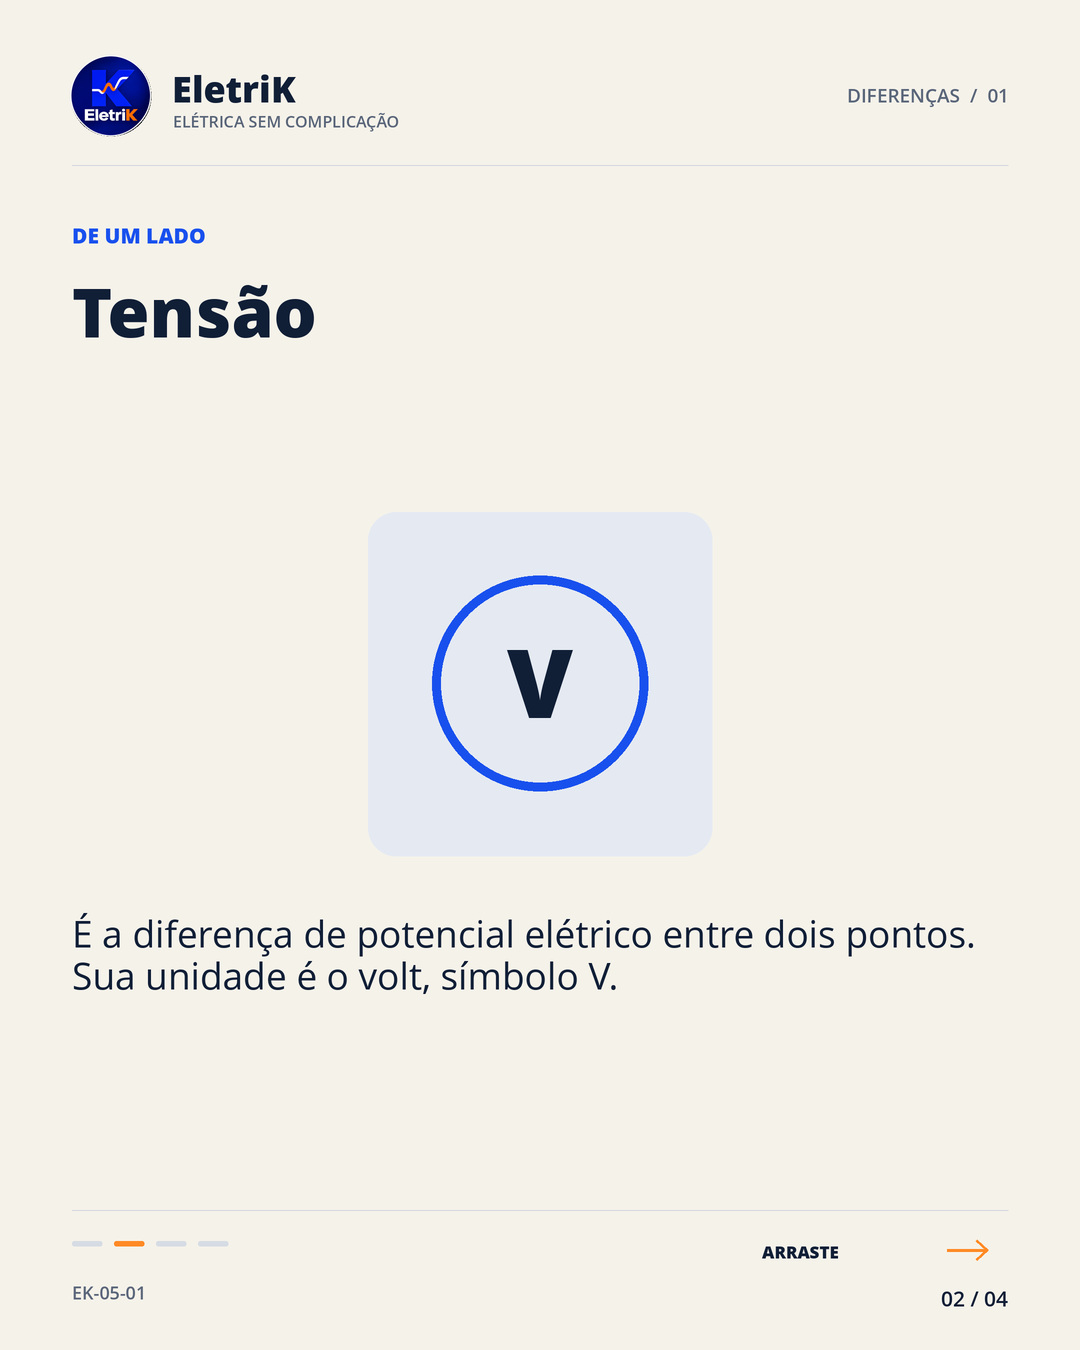 K
EletriK
EletriK
ELÉTRICA SEM COMPLICAÇÃO
DIFERENÇAS / 01
DE UM LADO
Tensão
V
É a diferença de potencial elétrico entre dois pontos.
Sua unidade é o volt, símbolo V.
ARRASTE
EK-05-01
02 / 04